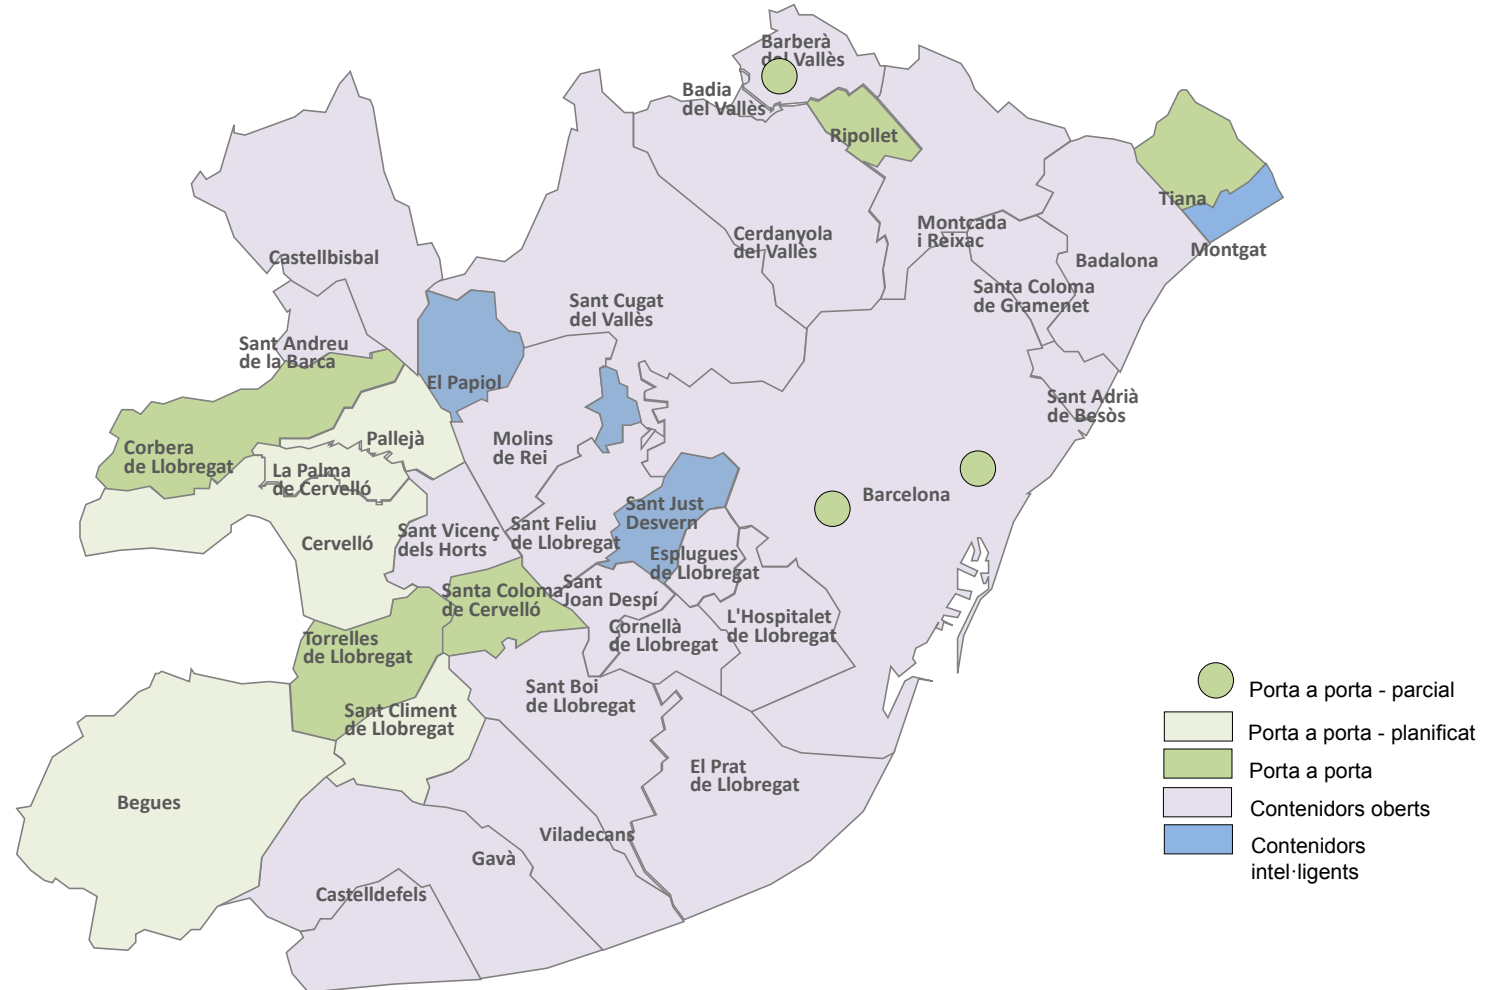 Barberà
del Vallès
Badia
del Vallès
Ripollet
Tiana
Montgat
Castellbisbal
Cerdanyola
del Vallès
Montcada
i Reixac
Badalona
Santa Coloma
de Gramenet
Sant Cugat
del Vallès
Sant Andreu
de la Barca
El Papiol
Sant Adrià
de Besòs
Corbera
de Llobregat
Pallejà
La Palma
de Cervelló
Molins
de Rei
Barcelona
Cervelló
Sant Vicenç
dels Horts
Sant Feliu
de Llobregat
Sant Just
Desvern
Esplugues
de Llobregat
Santa Coloma
de Cervelló
Sant
Joan Despí
Cornellà
de Llobregat
L'Hospitalet
de Llobregat
Torrelles
de Llobregat
Sant Boi
de Llobregat
Sant Climent
de Llobregat
El Prat
de Llobregat
Begues
Viladecans
Gavà
Castelldefels
Porta a porta - parcial
Porta a porta - planificat
Porta a porta
Contenidors oberts
Contenidors
intel·ligents